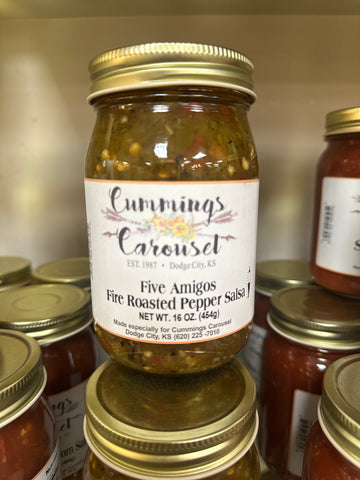 Cummings
Carousel
EST. 1987 • Dodge City, KS
Five Amigos
Fire Roasted Pepper Salsa
NET WT. 16 OZ. (454g)
Made especially for Cummings Carousel
Dodge City, KS (620) 225 -7010
Cummings